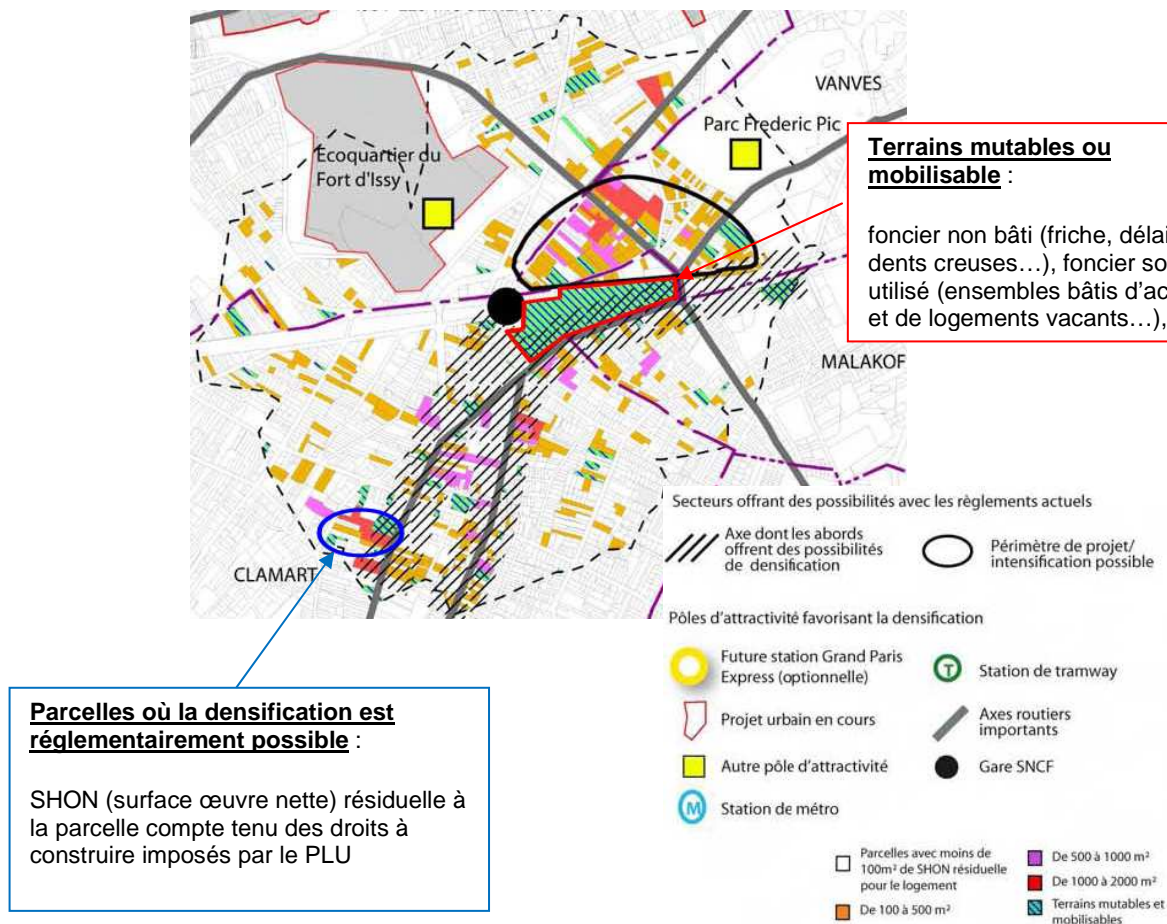 VANVES
Parc Frederic Pic
Ecoquartier du
Fort d'Issy
MALAKOF
CLAMART
Terrains mutables ou
mobilisable :
foncier non bâti (friche, délai
dents creuses…), foncier so
utilisé (ensembles bâtis d'ac
et de logements vacants…),
Parcelles où la densification est
réglementairement possible :
SHON (surface œuvre nette) résiduelle à
la parcelle compte tenu des droits à
construire imposés par le PLU
Secteurs offrant des possibilités avec les règlements actuels
Axe dont les abords
offrent des possibilités
de densification
Périmètre de projet/
intensification possible
Pôles d'attractivité favorisant la densification
Future station Grand Paris
Express (optionnelle)
T
Station de tramway
Projet urbain en cours
Axes routiers
importants
Autre pôle d'attractivité
Gare SNCF
M
Station de métro
Parcelles avec moins de
100m² de SHON résiduelle
pour le logement
De 100 à 500 m²
De 500 à 1000 m²
De 1000 à 2000 m²
Terrains mutables et
mobilisables